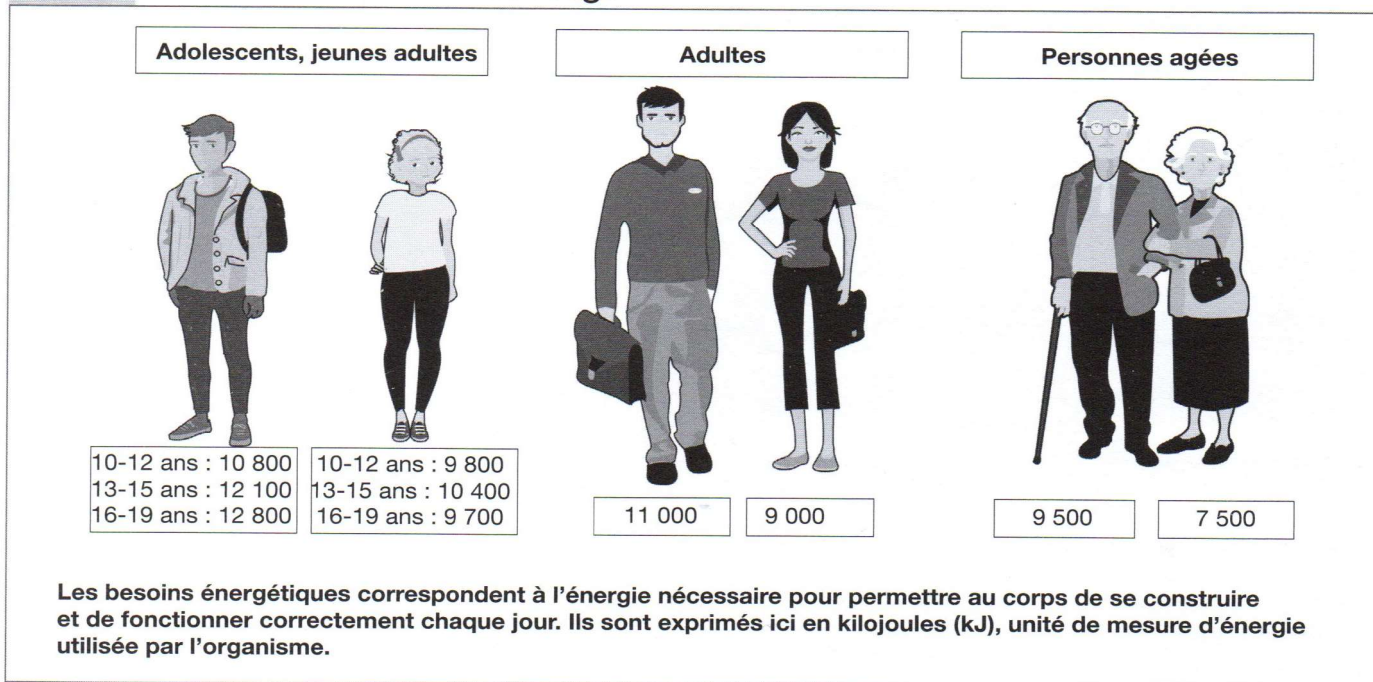 Adolescents, jeunes adultes
Adultes
Personnes agées
10-12 ans : 10 800
13-15 ans : 12 100
16-19 ans : 12 800
10-12 ans : 9 800
13-15 ans : 10 400
16-19 ans : 9 700
11 000
9 000
9 500
7 500
Les besoins énergétiques correspondent à l'énergie nécessaire pour permettre au corps de se construire
et de fonctionner correctement chaque jour. Ils sont exprimés ici en kilojoules (kJ), unité de mesure d'énergie
utilisée par l'organisme.